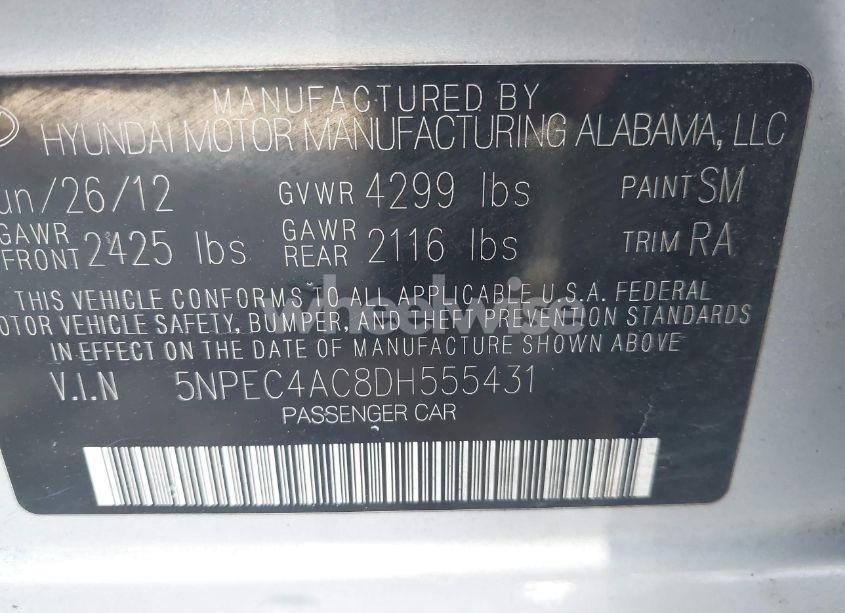 MANUFACTURED BY
HYUNDAI MOTOR MANUFACTURING ALABAMA, LLC
un/26/12 GVWR 4299 lbs PAINT SM
GAWR FRONT 2425 lbs GAWR REAR 2116 lbs TRIM RA
THIS VEHICLE CONFORMS TO ALL APPLICABLE U.S.A. FEDERAL
OTOR VEHICLE SAFETY, BUMPER, AND THEFT PREVENTION STANDARDS
IN EFFECT ON THE DATE OF MANUFACTURE SHOWN ABOVE
wheelwise
V.I.N 5NPEC4AC8DH555431
PASSENGER CAR